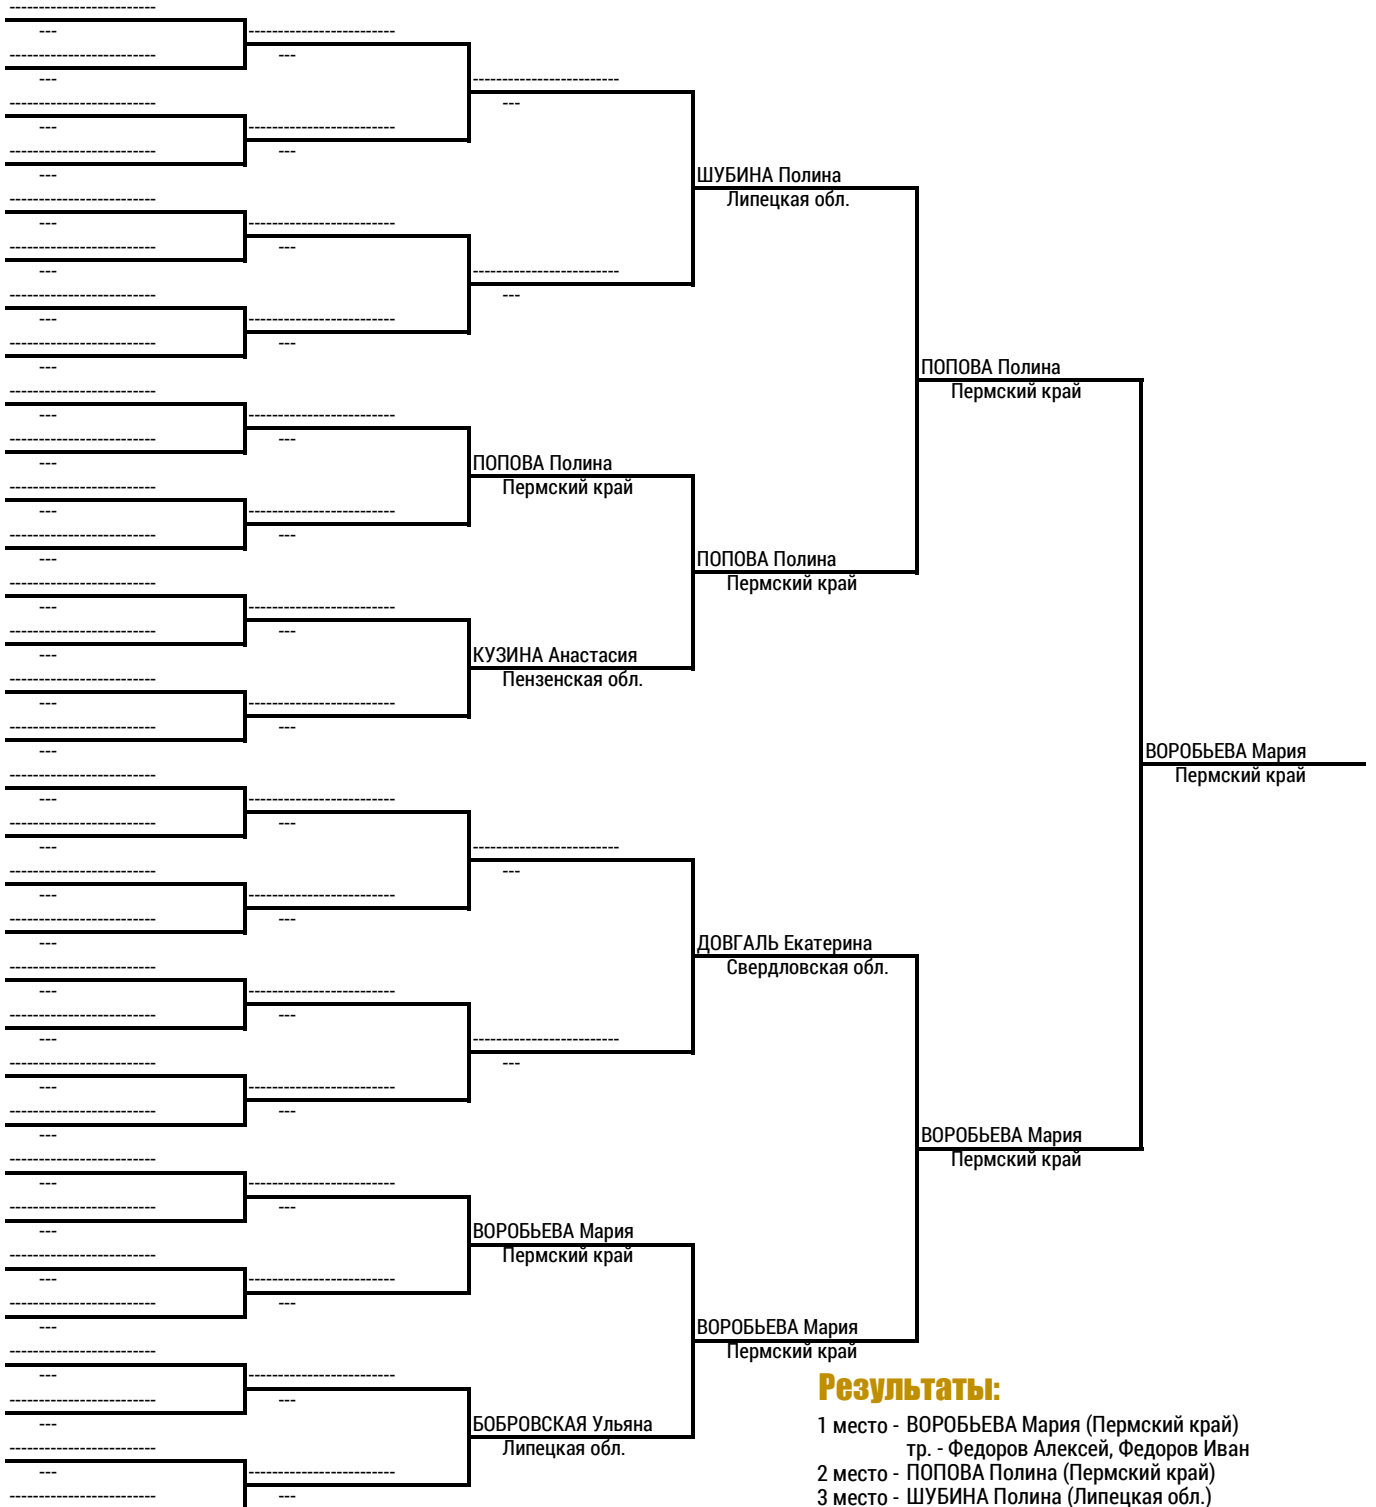 ШУБИНА Полина
Липецкая обл.
ПОПОВА Полина
Пермский край
ПОПОВА Полина
Пермский край
ПОПОВА Полина
Пермский край
КУЗИНА Анастасия
Пензенская обл.
ВОРОБЬЕВА Мария
Пермский край
ДОВГАЛЬ Екатерина
Свердловская обл.
ВОРОБЬЕВА Мария
Пермский край
ВОРОБЬЕВА Мария
Пермский край
ВОРОБЬЕВА Мария
Пермский край
БОБРОВСКАЯ Ульяна
Липецкая обл.
Результаты:
1 место - ВОРОБЬЕВА Мария (Пермский край)
тр. - Федоров Алексей, Федоров Иван
2 место - ПОПОВА Полина (Пермский край)
3 место - ШУБИНА Полина (Липецкая обл.)